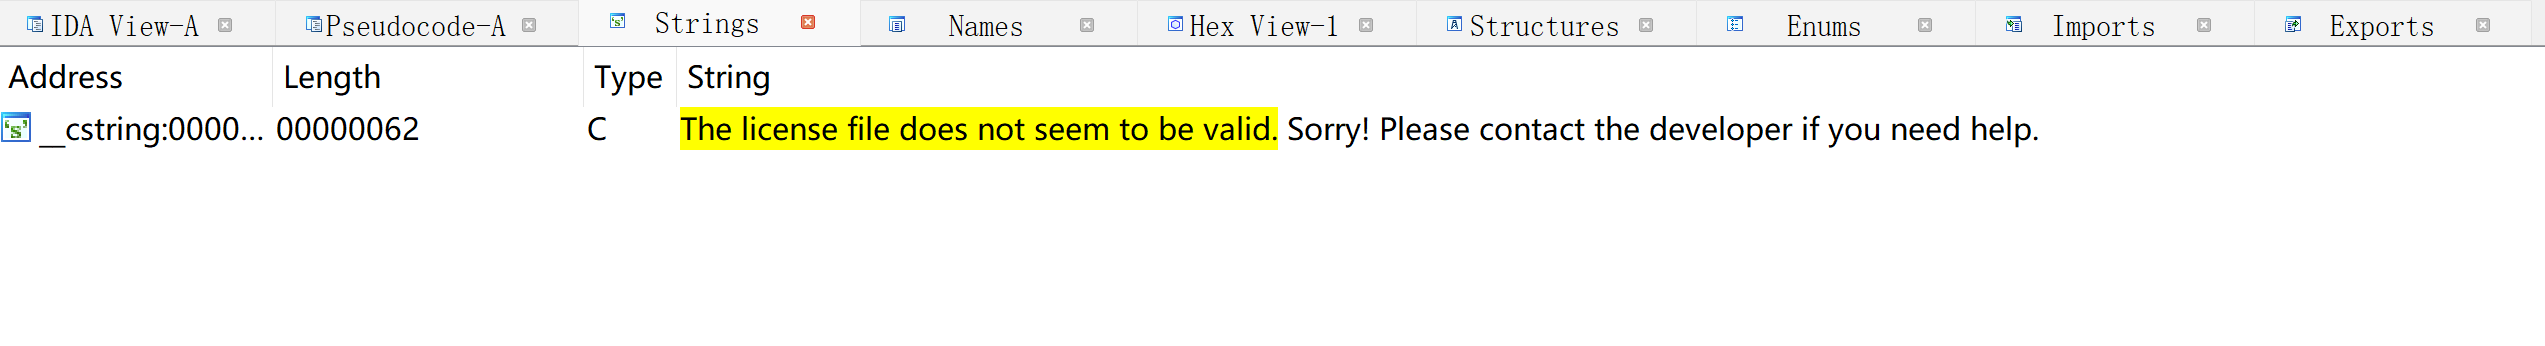 IDA View-A Pseudocode-A Strings Names Hex View-1 Structures Enums Imports Exports
Address Length Type String
__cstring:0000... 00000062 C The license file does not seem to be valid. Sorry! Please contact the developer if you need help.